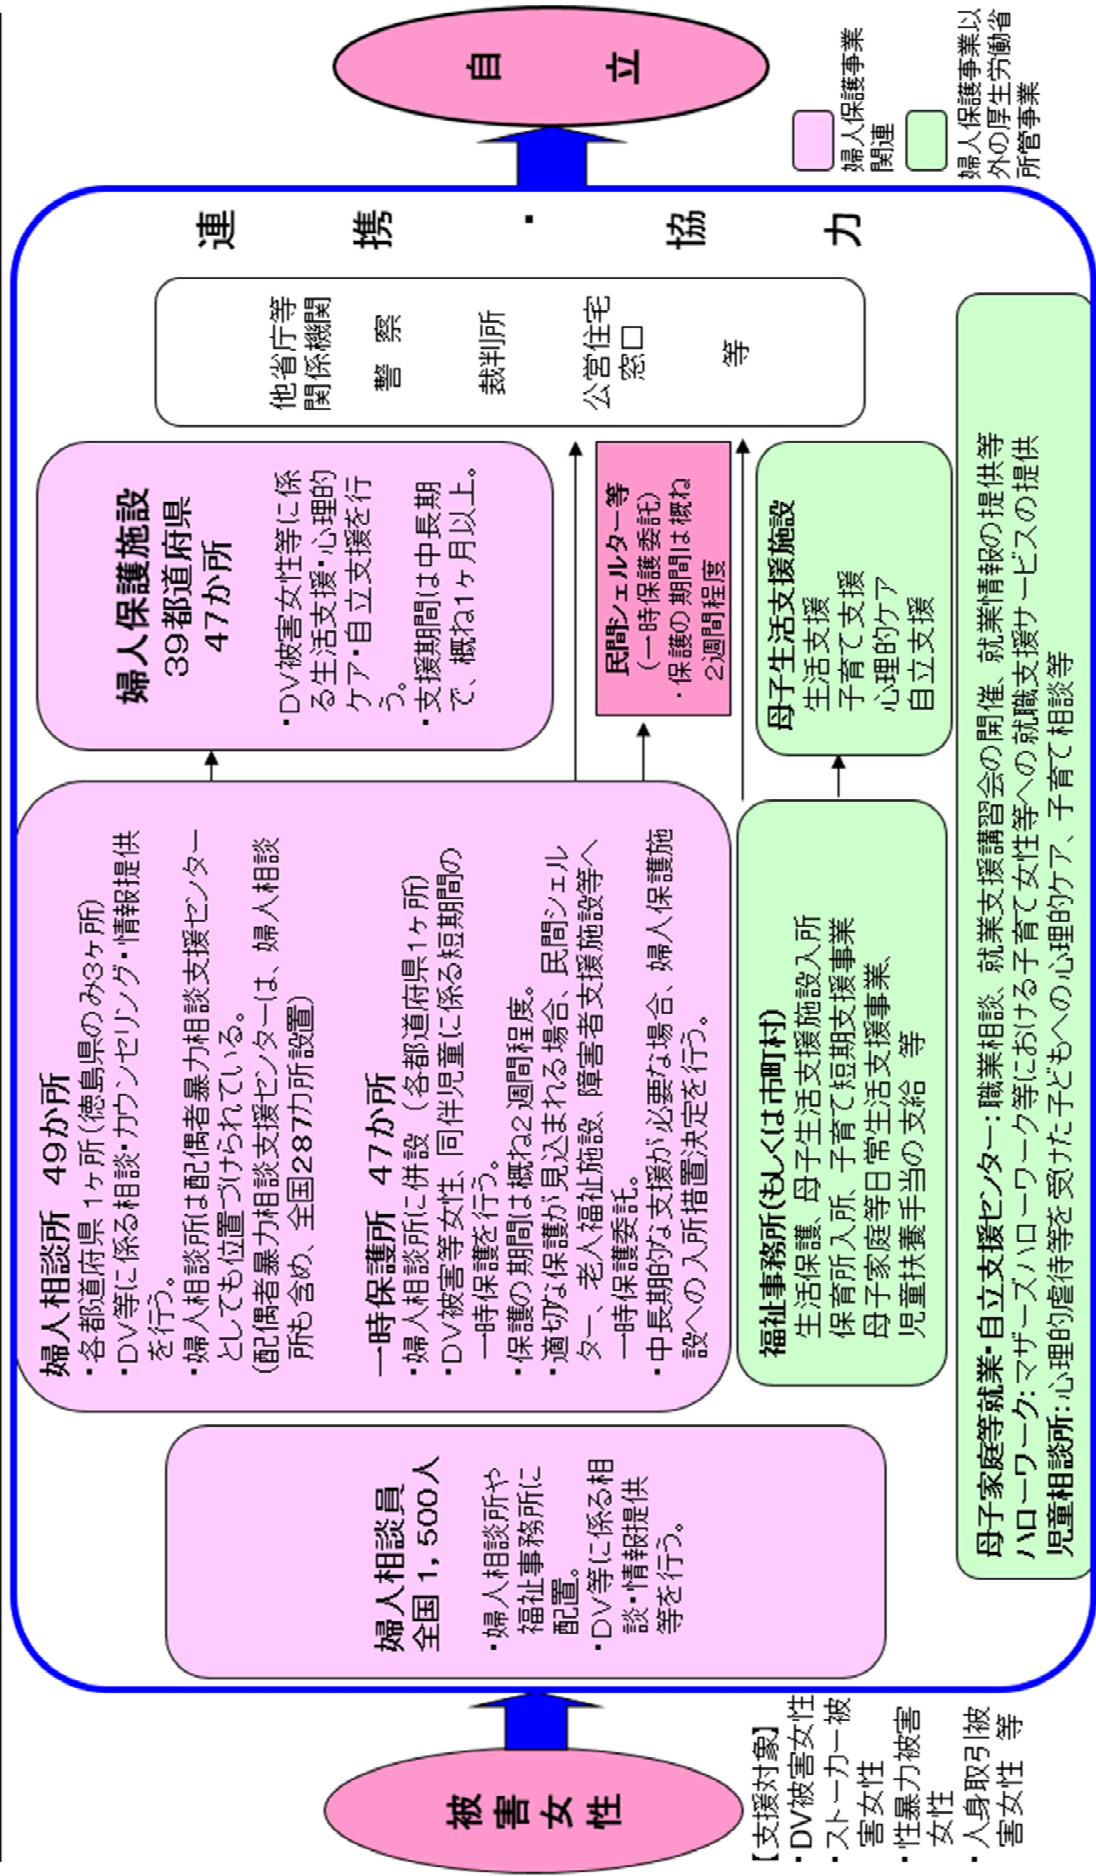 被害女性
【支援対象】
・DV被害女性
・ストーカー被
害女性
・性暴力被害
女性
・人身取引被
害女性 等
婦人相談員
全国1,500人
・婦人相談所や
福祉事務所に
配置。
・DV等に係る相
談・情報提供
等を行う。
婦人相談所 49か所
・各都道府県1ヶ所(徳島県のみ3ヶ所)
・DV等に係る相談・カウンセリング・情報提供
を行う。
・婦人相談所は配偶者暴力相談支援センター
としても位置づけられている。
(配偶者暴力相談支援センターは、婦人相談
所も含め、全国287カ所設置)
一時保護所 47か所
・婦人相談所に併設(各都道府県1ヶ所)
・DV被害等女性、同伴児童に係る短期間の
一時保護を行う。
・保護の期間は概ね2週間程度。
・適切な保護が見込まれる場合、民間シェル
ター、老人福祉施設、障害者支援施設等へ
一時保護委託。
・中長期的な支援が必要な場合、婦人保護施
設への入所措置決定を行う。
福祉事務所(もしくは市町村)
生活保護、母子生活支援施設入所
保育所入所、子育て短期支援事業
母子家庭等日常生活支援事業、
児童扶養手当の支給 等
婦人保護施設
39都道府県
47か所
・DV被害女性等に係
る生活支援・心理的
ケア・自立支援を行
う。
・支援期間は中長期
で、概ね1ヶ月以上。
民間シェルター等
(一時保護委託)
・保護の期間は概ね
2週間程度
母子生活支援施設
生活支援
子育て支援
心理的ケア
自立支援
他省庁等
関係機関
警察
裁判所
公営住宅
窓口
等
連携・協力
母子家庭等就業・自立支援センター:職業相談、就業支援講習会の開催、就業情報の提供等
ハローワーク:マザーズハローワーク等における子育て女性等への就職支援サービスの提供
児童相談所:心理的虐待等を受けた子どもへの心理的ケア、子育て相談等
自立
婦人保護事業
関連
婦人保護事業以
外の厚生労働省
所管事業